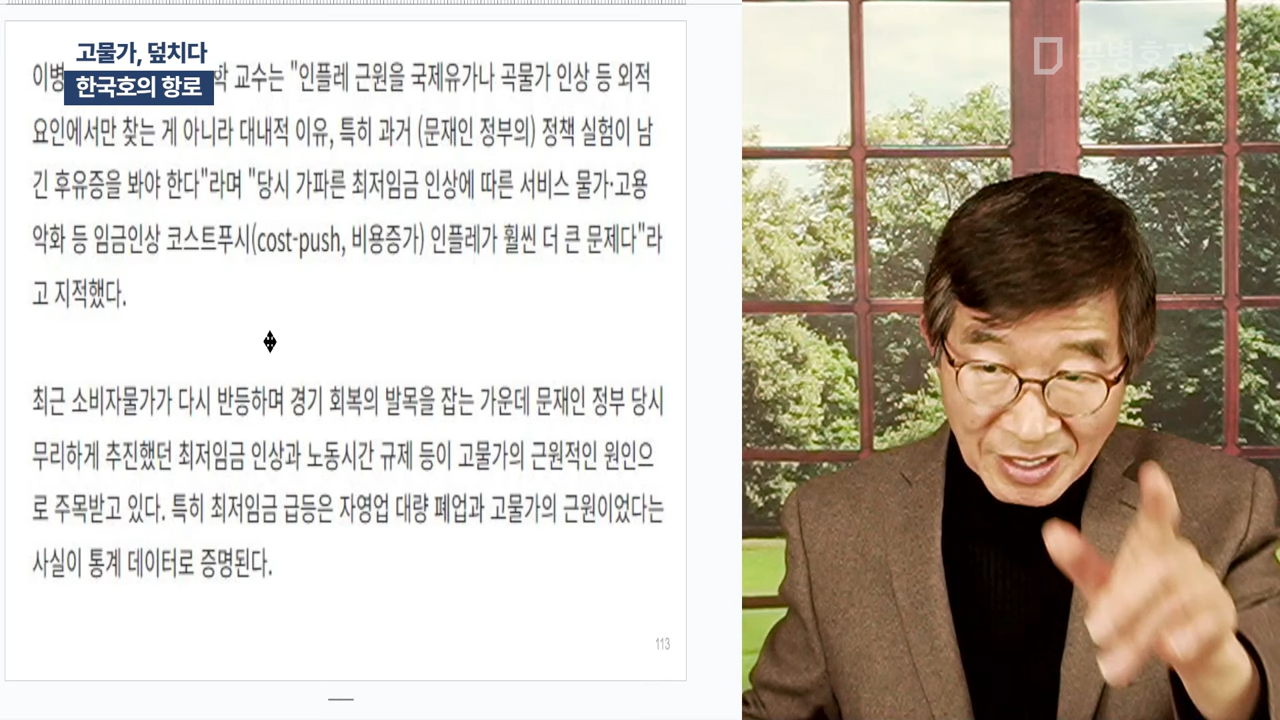 고물가, 덮치다
한국호의 항로
공병호
이병 학 교수는 "인플레 근원을 국제유가나 곡물가 인상 등 외적
요인에서만 찾는 게 아니라 대내적 이유, 특히 과거 (문재인 정부의) 정책 실험이 남
긴 후유증을 봐야 한다"라며 "당시 가파른 최저임금 인상에 따른 서비스 물가·고용
악화 등 임금인상 코스트푸시(cost-push, 비용증가) 인플레가 훨씬 더 큰 문제다"라
고 지적했다.
최근 소비자물가가 다시 반등하며 경기 회복의 발목을 잡는 가운데 문재인 정부 당시
무리하게 추진했던 최저임금 인상과 노동시간 규제 등이 고물가의 근원적인 원인으
로 주목받고 있다. 특히 최저임금 급등은 자영업 대량 폐업과 고물가의 근원이었다는
사실이 통계 데이터로 증명된다.
113